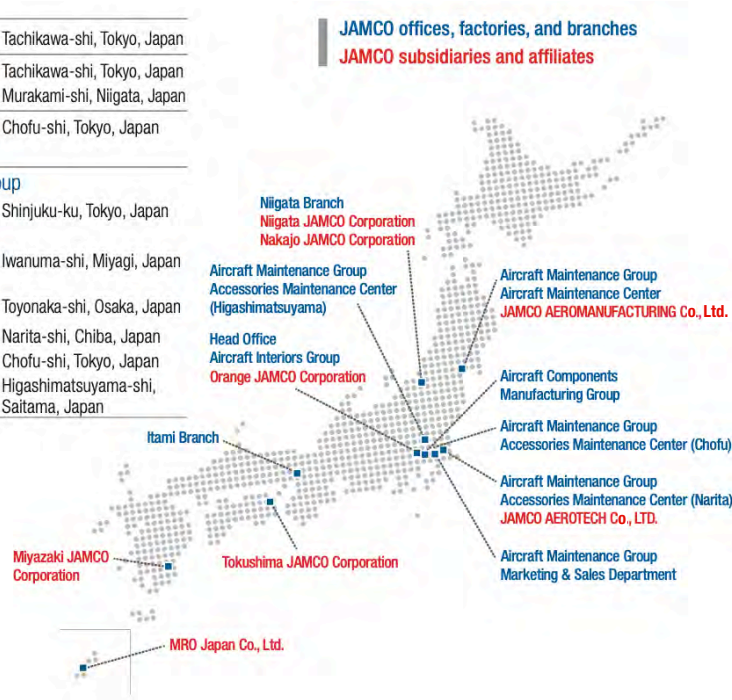 Tachikawa-shi, Tokyo, Japan
Tachikawa-shi, Tokyo, Japan
Murakami-shi, Niigata, Japan
Chofu-shi, Tokyo, Japan
oup
Shinjuku-ku, Tokyo, Japan
Iwanuma-shi, Miyagi, Japan
Toyonaka-shi, Osaka, Japan
Narita-shi, Chiba, Japan
Chofu-shi, Tokyo, Japan
Higashimatsuyama-shi,
Saitama, Japan
JAMCO offices, factories, and branches
JAMCO subsidiaries and affiliates
Niigata Branch
Niigata JAMCO Corporation
Nakajo JAMCO Corporation
Aircraft Maintenance Group
Accessories Maintenance Center
(Higashimatsuyama)
Head Office
Aircraft Interiors Group
Orange JAMCO Corporation
Itami Branch
Miyazaki JAMCO
Corporation
Tokushima JAMCO Corporation
MRO Japan Co., Ltd.
Aircraft Maintenance Group
Aircraft Maintenance Center
JAMCO AEROMANUFACTURING Co., Ltd.
Aircraft Components
Manufacturing Group
Aircraft Maintenance Group
Accessories Maintenance Center (Chofu)
Aircraft Maintenance Group
Accessories Maintenance Center (Narita)
JAMCO AEROTECH Co., LTD.
Aircraft Maintenance Group
Marketing & Sales Department